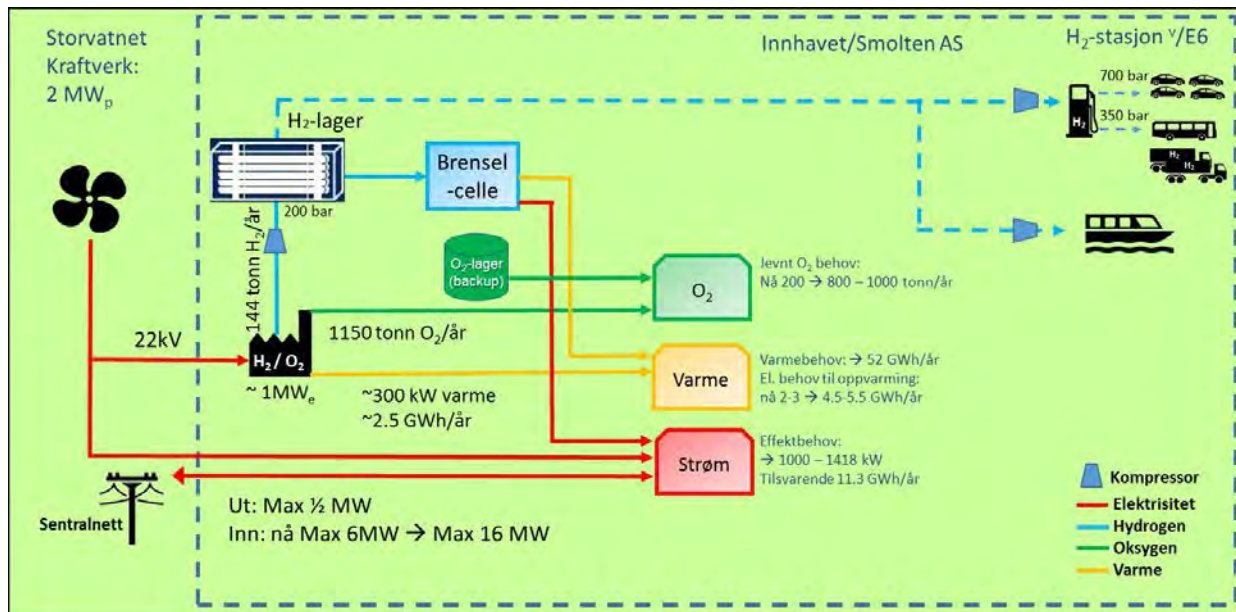 Storvatnet
Kraftverk:
2 MWp
Innhavet/Smolten AS
H2-stasjon v/E6
700 bar
350 bar
H2
H2
H2
H2-lager
200 bar
Brensel
-celle
144 tonn H2/år
O2-lager
(backup)
O2
Jevnt O2 behov:
Nå 200 → 800 – 1000 tonn/år
22kV
H2/O2
1150 tonn O2/år
~ 1MWe
~300 kW varme
~2.5 GWh/år
Varme
Varmebehov: → 52 GWh/år
El. behov til oppvarming:
nå 2-3 → 4.5-5.5 GWh/år
Strøm
Effektbehov:
→ 1000 – 1418 kW
Tilsvarende 11.3 GWh/år
Sentralnett
Ut: Max ½ MW
Inn: nå Max 6MW → Max 16 MW
Kompressor
Elektrisitet
Hydrogen
Oksygen
Varme